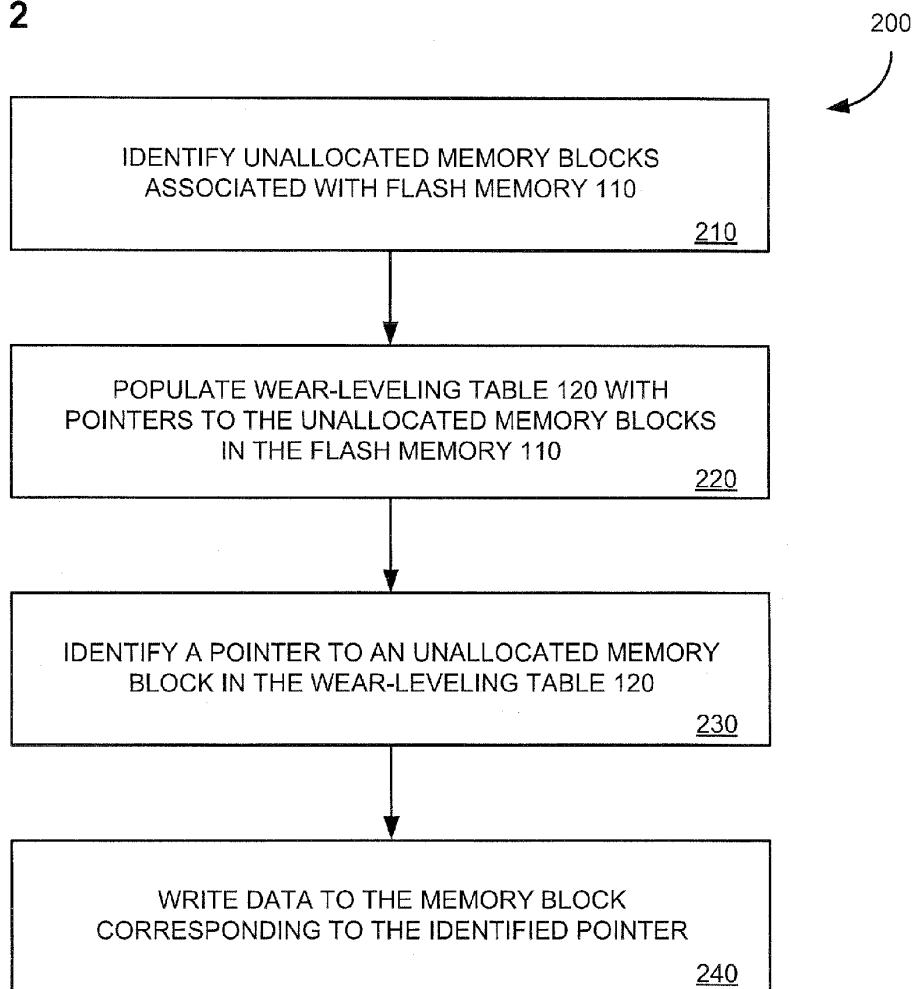 2
200
IDENTIFY UNALLOCATED MEMORY BLOCKS
ASSOCIATED WITH FLASH MEMORY 110
210
POPULATE WEAR-LEVELING TABLE 120 WITH
POINTERS TO THE UNALLOCATED MEMORY BLOCKS
IN THE FLASH MEMORY 110
220
IDENTIFY A POINTER TO AN UNALLOCATED MEMORY
BLOCK IN THE WEAR-LEVELING TABLE 120
230
WRITE DATA TO THE MEMORY BLOCK
CORRESPONDING TO THE IDENTIFIED POINTER
240